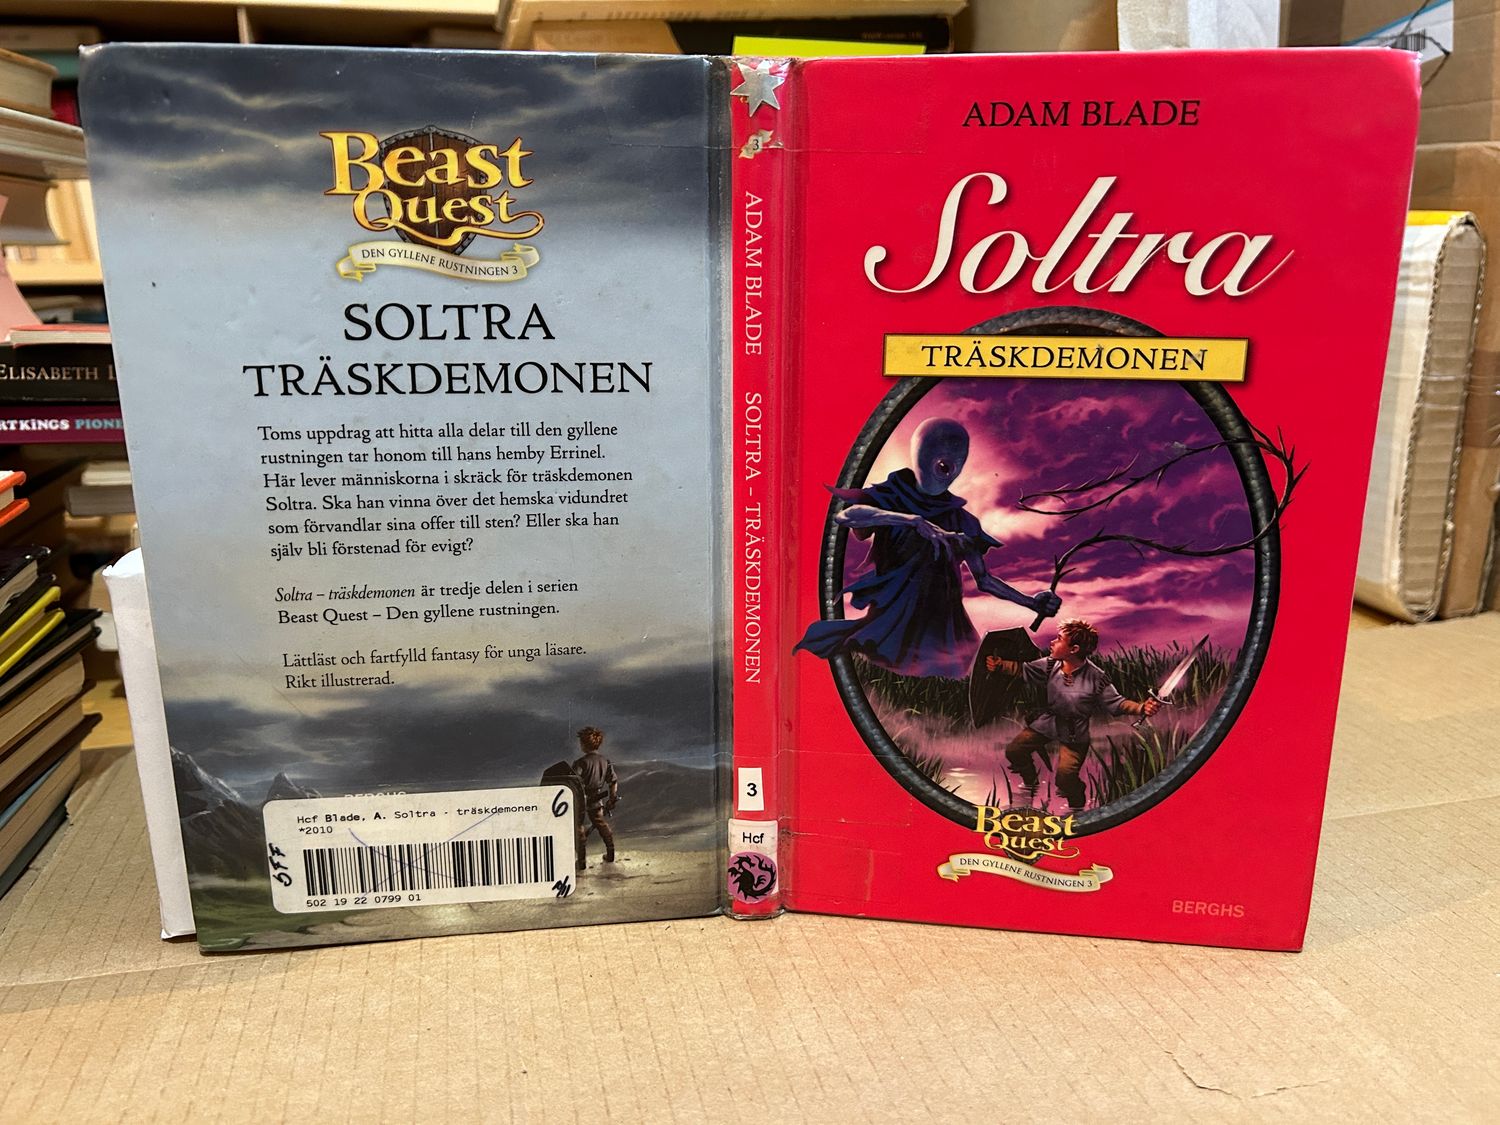 Beast
Quest
DEN GYLLENE RUSTNINGEN 3
SOLTRA
TRÄSKDEMONEN
Toms uppdrag att hitta alla delar till den gyllene
rustningen tar honom till hans hemby Errinel.
Här lever människorna i skräck för träskdemonen
Soltra. Ska han vinna över det hemska vidundret
som förvandlar sina offer till sten? Eller ska han
själv bli förstenad för evigt?
Soltra – träskdemonen är tredje delen i serien
Beast Quest – Den gyllene rustningen.
Lättläst och fartfylld fantasy för unga läsare.
Rikt illustrerad.
Hcf Blade, A. Soltra - träskdemonen
*2010
6
502 19 22 0799 01
3
ADAM BLADE SOLTRA – TRÄSKDEMONEN
3
Hcf
ADAM BLADE
Soltra
TRÄSKDEMONEN
Beast
Quest
DEN GYLLENE RUSTNINGEN 3
BERGHS
ELISABETH
PIONE